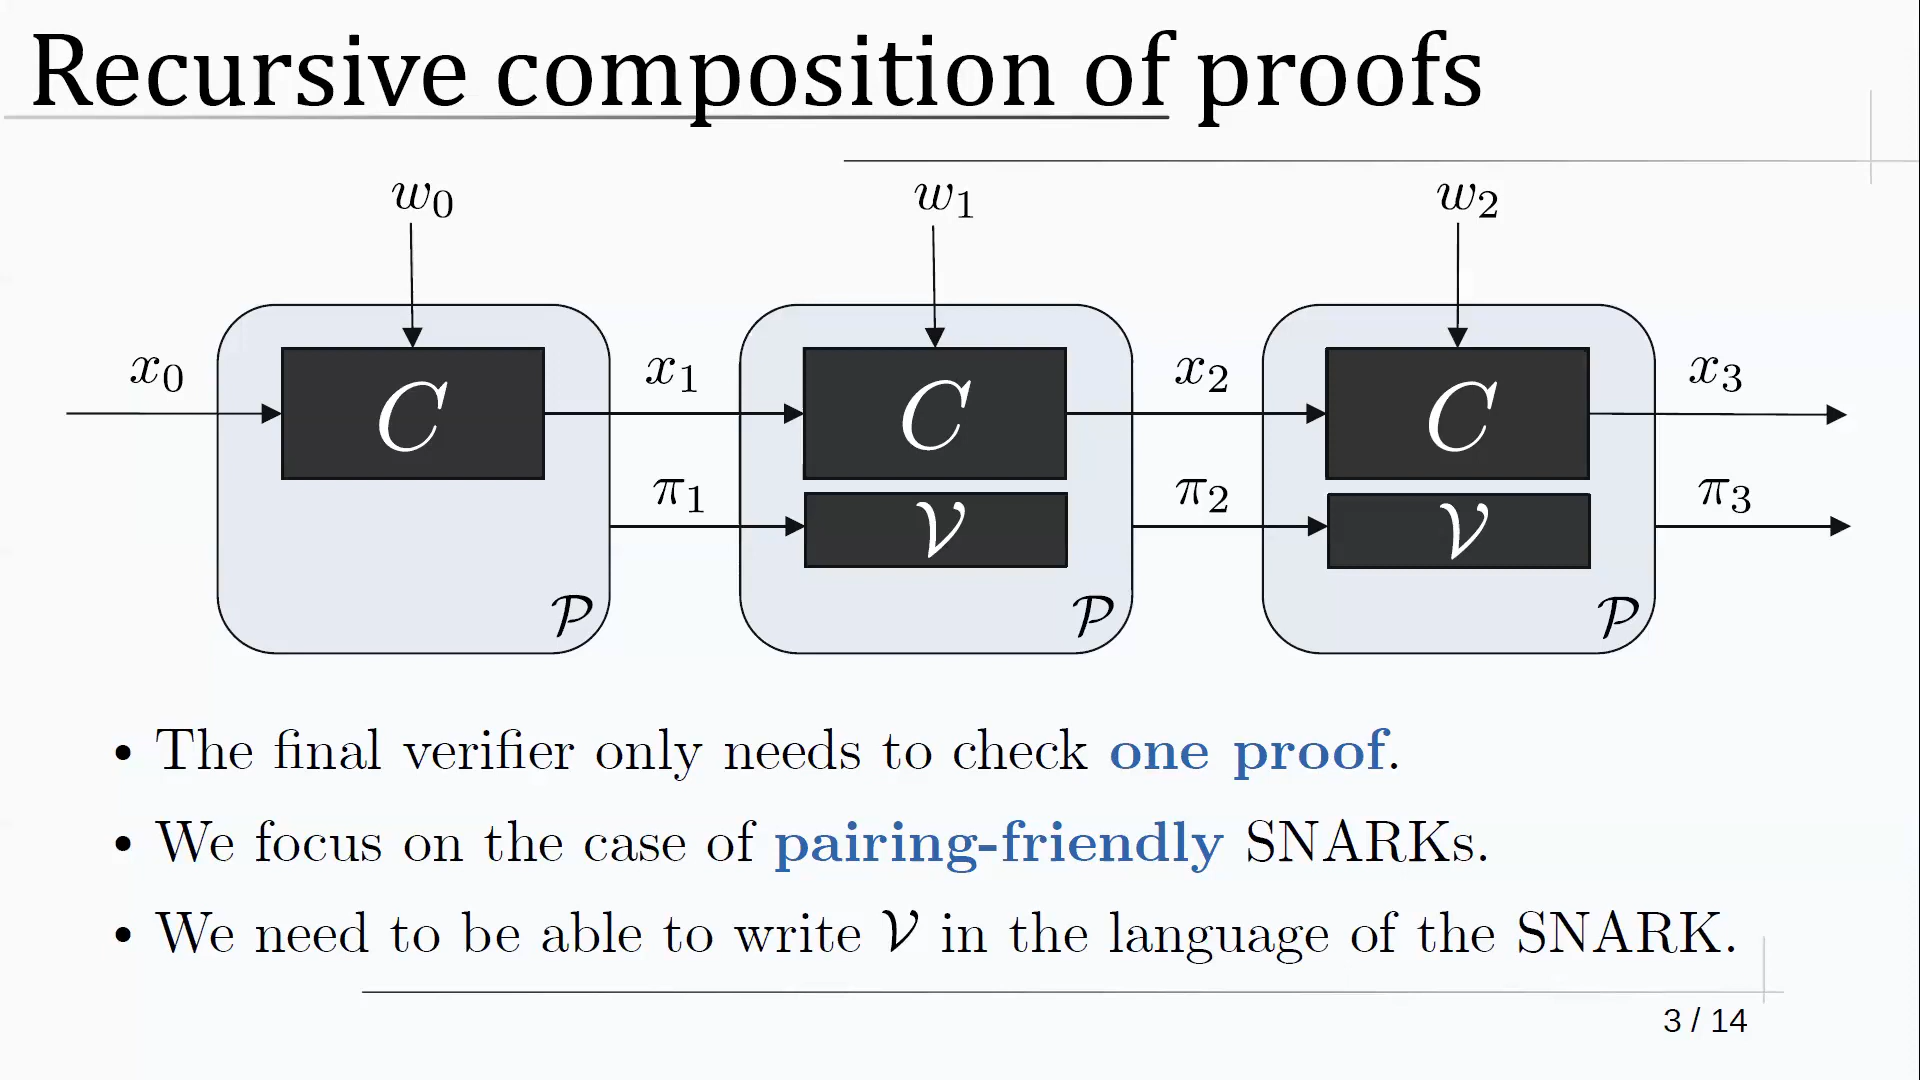 Recursive composition of proofs
w₀ w₁ w₂
x₀ x₁ x₂ x₃
C C C
π₁ π₂ π₃
𝒱 𝒱
𝒫 𝒫 𝒫
• The final verifier only needs to check one proof.
• We focus on the case of pairing-friendly SNARKs.
• We need to be able to write 𝒱 in the language of the SNARK.
3 / 14